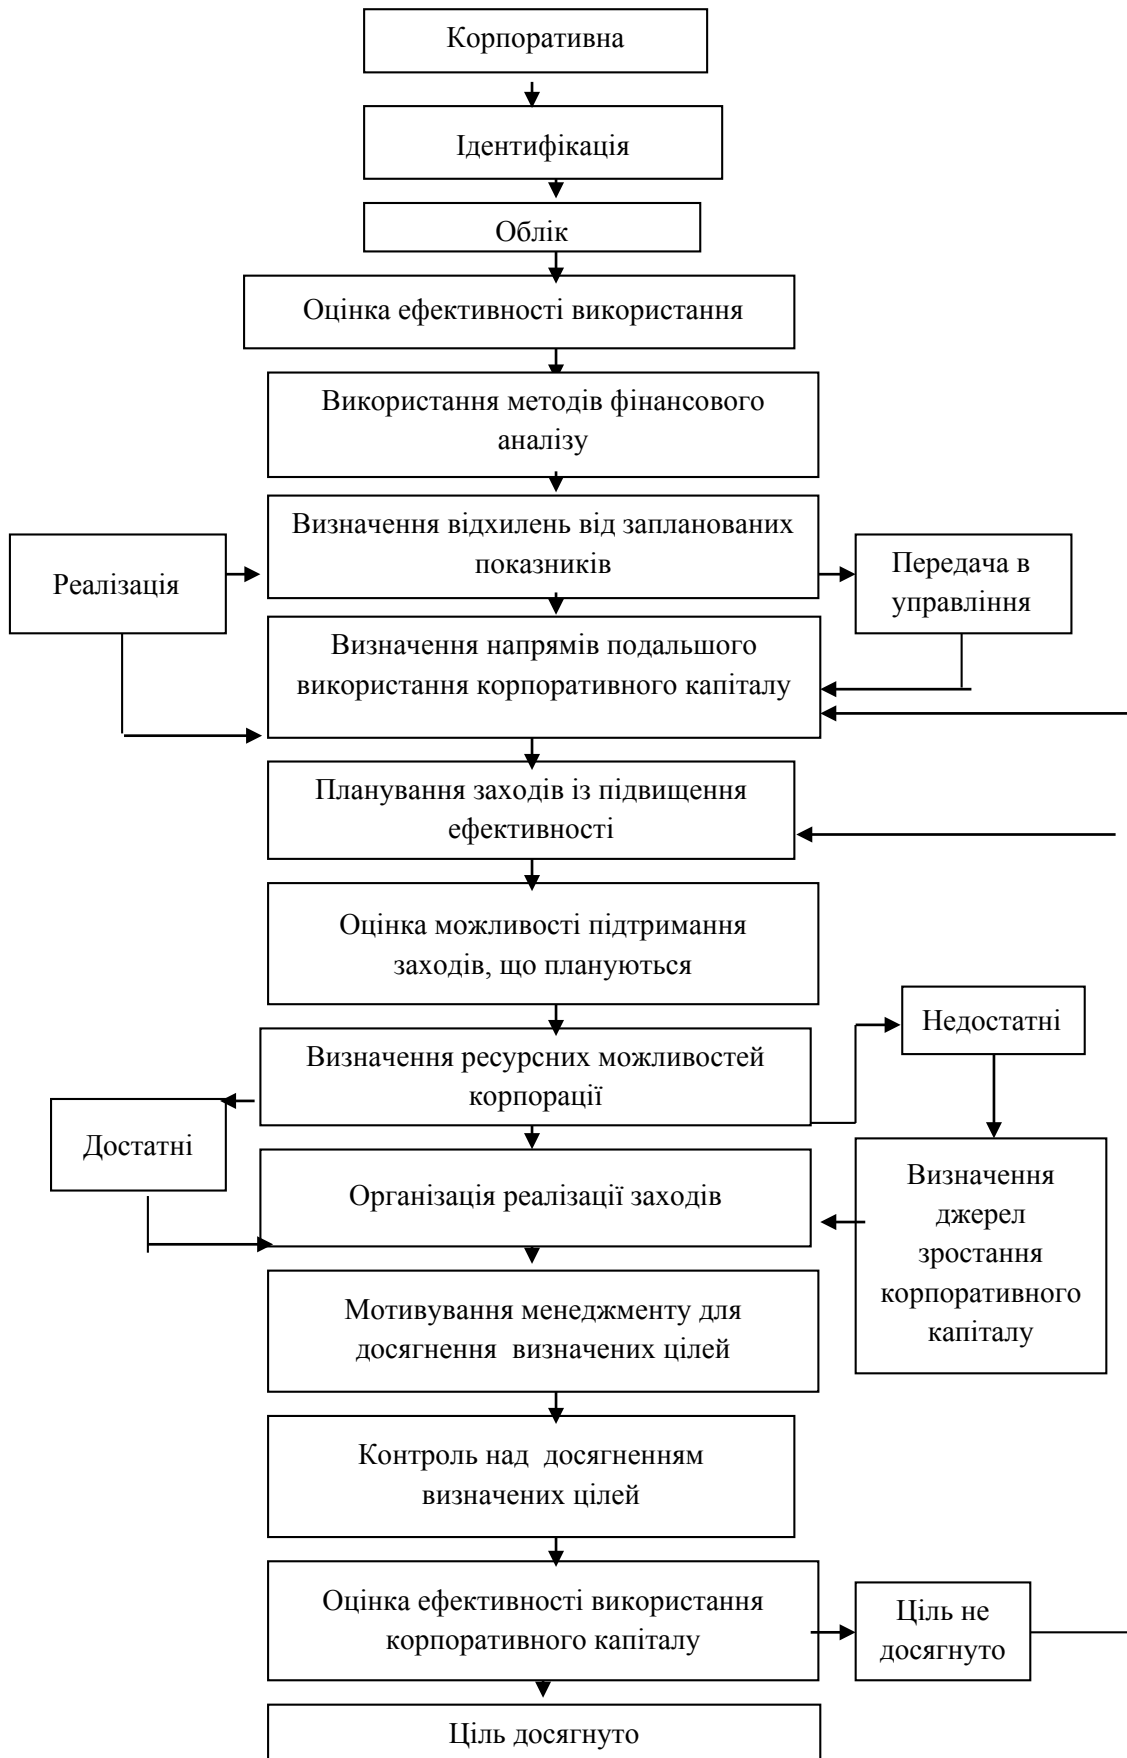 Корпоративна
Ідентифікація
Облік
Оцінка ефективності використання
Використання методів фінансового
аналізу
Визначення відхилень від запланованих
показників
Реалізація
Передача в
управління
Визначення напрямів подальшого
використання корпоративного капіталу
Планування заходів із підвищення
ефективності
Оцінка можливості підтримання
заходів, що плануються
Недостатні
Визначення ресурсних можливостей
корпорації
Достатні
Організація реалізації заходів
Визначення
джерел
зростання
корпоративного
капіталу
Мотивування менеджменту для
досягнення визначених цілей
Контроль над досягненням
визначених цілей
Оцінка ефективності використання
корпоративного капіталу
Ціль не
досягнуто
Ціль досягнуто